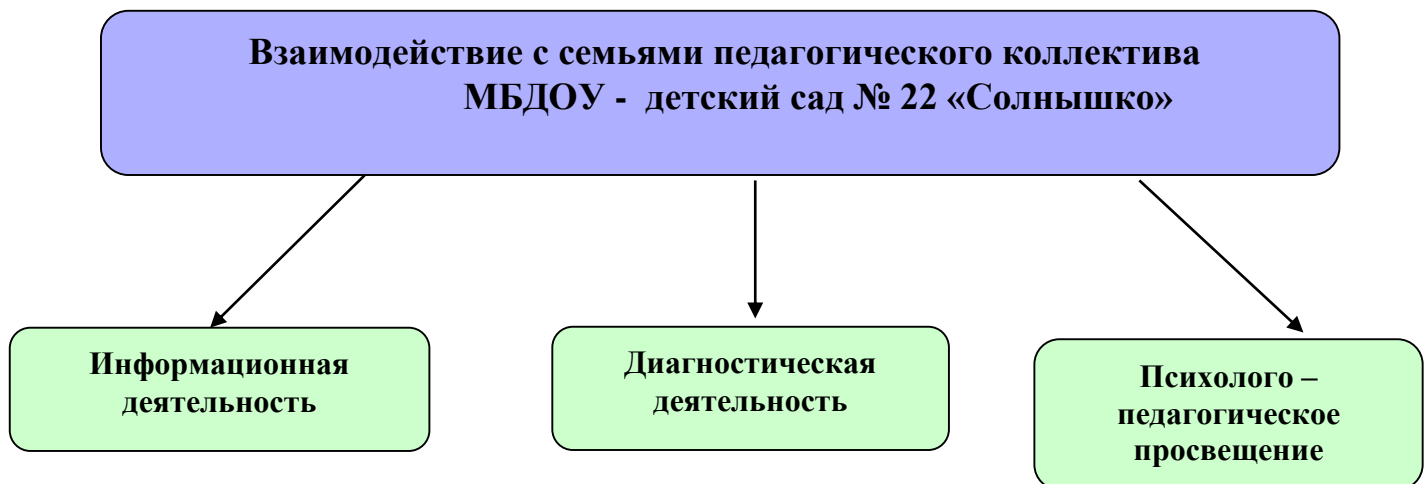 Взаимодействие с семьями педагогического коллектива
МБДОУ - детский сад № 22 «Солнышко»
Информационная
деятельность
Диагностическая
деятельность
Психолого –
педагогическое
просвещение